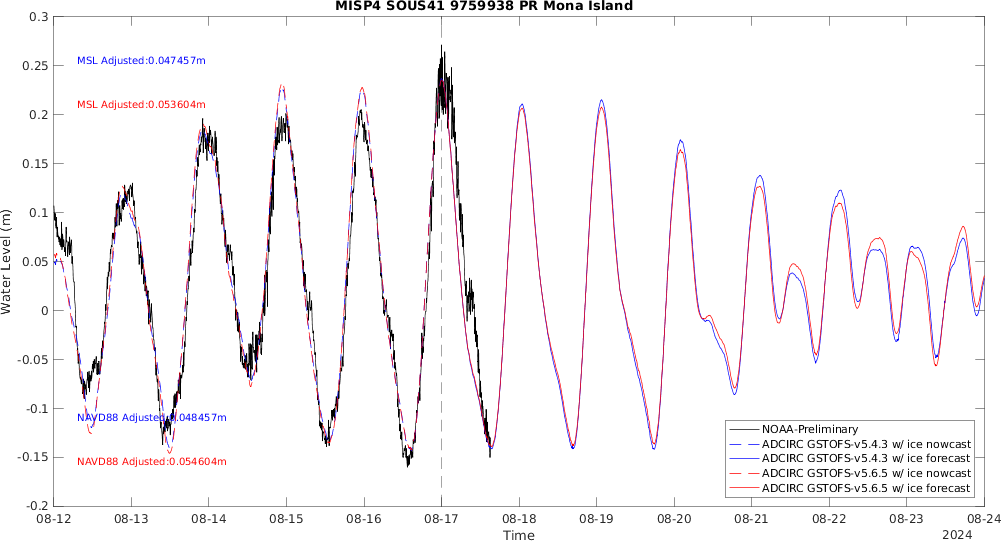 MISP4 SOUS41 9759938 PR Mona Island
0.3
0.25
0.2
0.15
0.1
0.05
0
-0.05
-0.1
-0.15
-0.2
Water Level (m)
MSL Adjusted:0.047457m
MSL Adjusted:0.053604m
NAVD88 Adjusted:0.048457m
NAVD88 Adjusted:0.054604m
NOAA-Preliminary
ADCIRC GSTOFS-v5.4.3 w/ ice nowcast
ADCIRC GSTOFS-v5.4.3 w/ ice forecast
ADCIRC GSTOFS-v5.6.5 w/ ice nowcast
ADCIRC GSTOFS-v5.6.5 w/ ice forecast
08-12 08-13 08-14 08-15 08-16 08-17 08-18 08-19 08-20 08-21 08-22 08-23 08-24
Time
2024